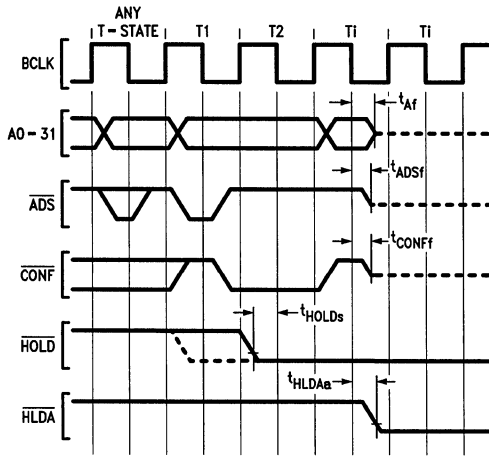 ANY
T-STATE T1 T2 Ti Ti
BCLK
tAf
A0-31
tADSf
ADS
tCONFf
CONF
tHOLDs
HOLD
tHLDAa
HLDA